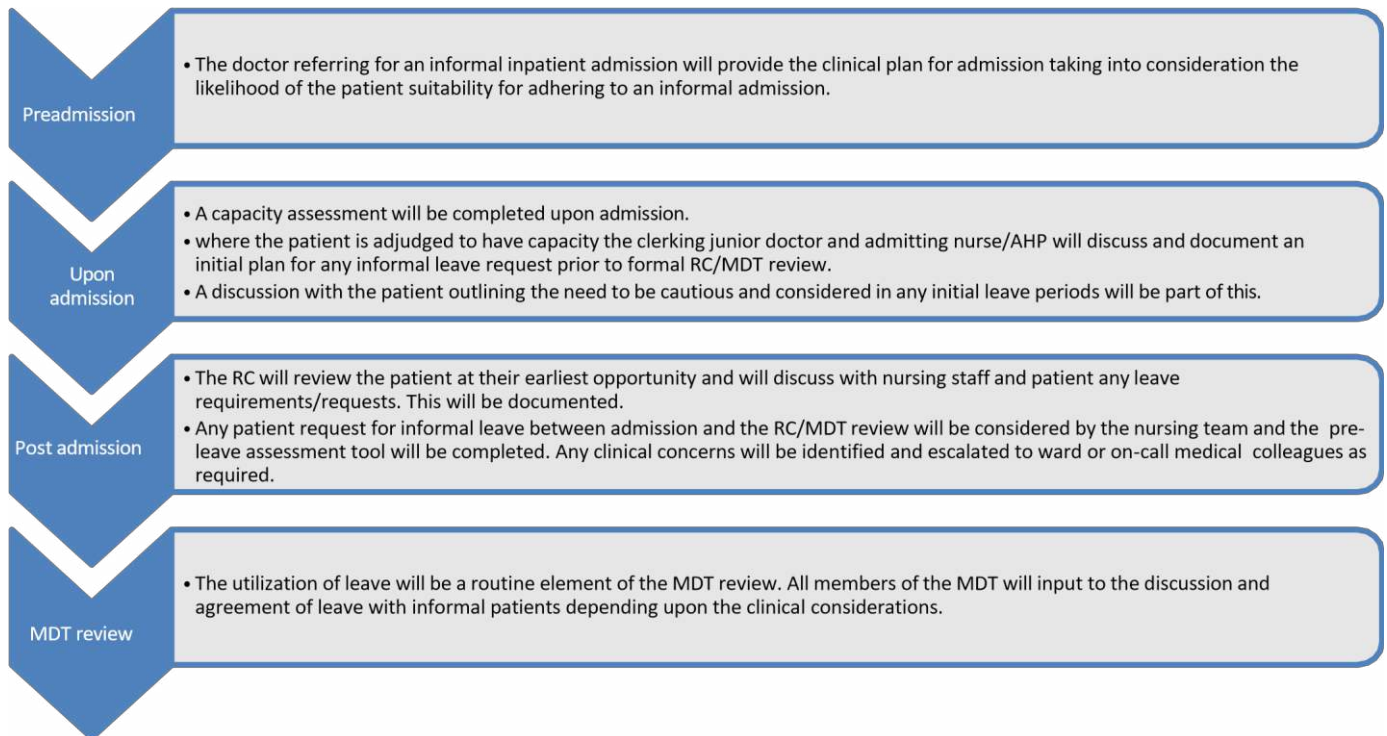 Preadmission
• The doctor referring for an informal inpatient admission will provide the clinical plan for admission taking into consideration the
likelihood of the patient suitability for adhering to an informal admission.
Upon
admission
• A capacity assessment will be completed upon admission.
• where the patient is adjudged to have capacity the clerking junior doctor and admitting nurse/AHP will discuss and document an
initial plan for any informal leave request prior to formal RC/MDT review.
• A discussion with the patient outlining the need to be cautious and considered in any initial leave periods will be part of this.
Post admission
• The RC will review the patient at their earliest opportunity and will discuss with nursing staff and patient any leave
requirements/requests. This will be documented.
• Any patient request for informal leave between admission and the RC/MDT review will be considered by the nursing team and the pre-
leave assessment tool will be completed. Any clinical concerns will be identified and escalated to ward or on-call medical colleagues as
required.
MDT review
• The utilization of leave will be a routine element of the MDT review. All members of the MDT will input to the discussion and
agreement of leave with informal patients depending upon the clinical considerations.